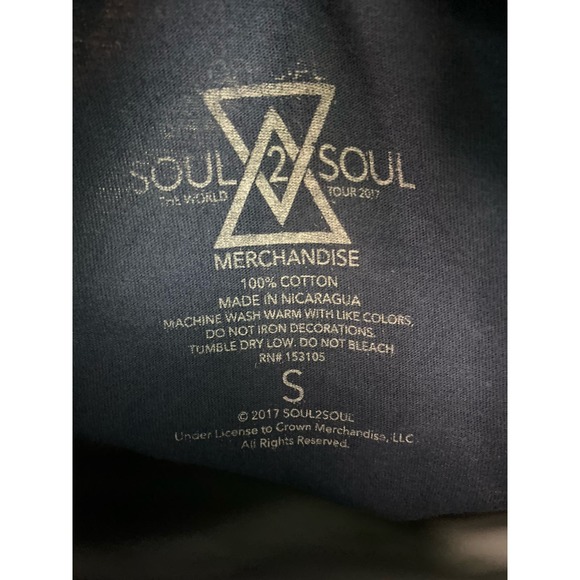 SOUL 2 SOUL
THE WORLD TOUR 2017
MERCHANDISE
100% COTTON
MADE IN NICARAGUA
MACHINE WASH WARM WITH LIKE COLORS,
DO NOT IRON DECORATIONS.
TUMBLE DRY LOW. DO NOT BLEACH
RN# 153105
S
© 2017 SOUL2SOUL
Under License to Crown Merchandise, LLC
All Rights Reserved.